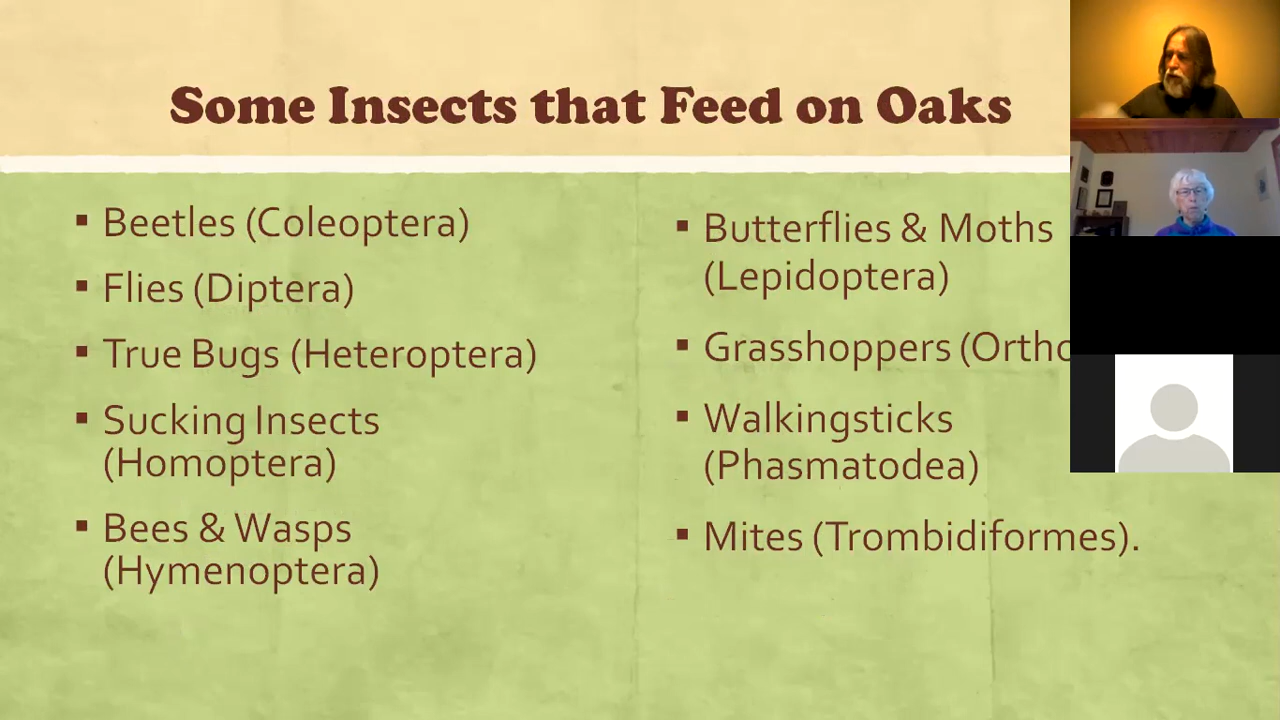 Some Insects that Feed on Oaks
▪ Beetles (Coleoptera)
▪ Flies (Diptera)
▪ True Bugs (Heteroptera)
▪ Sucking Insects
(Homoptera)
▪ Bees & Wasps
(Hymenoptera)
▪ Butterflies & Moths
(Lepidoptera)
▪ Grasshoppers
▪ Walkingsticks
(Phasmatodea)
▪ Mites (Trombidiformes).